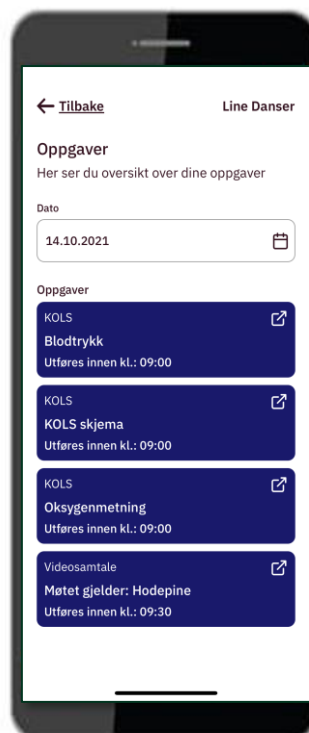 Tilbake
Line Danser
Oppgaver
Her ser du oversikt over dine oppgaver
Dato
14.10.2021
Oppgaver
KOLS
Blodtrykk
Utføres innen kl.: 09:00
KOLS
KOLS skjema
Utføres innen kl.: 09:00
KOLS
Oksygenmetning
Utføres innen kl.: 09:00
Videosamtale
Møtet gjelder: Hodepine
Utføres innen kl.: 09:30